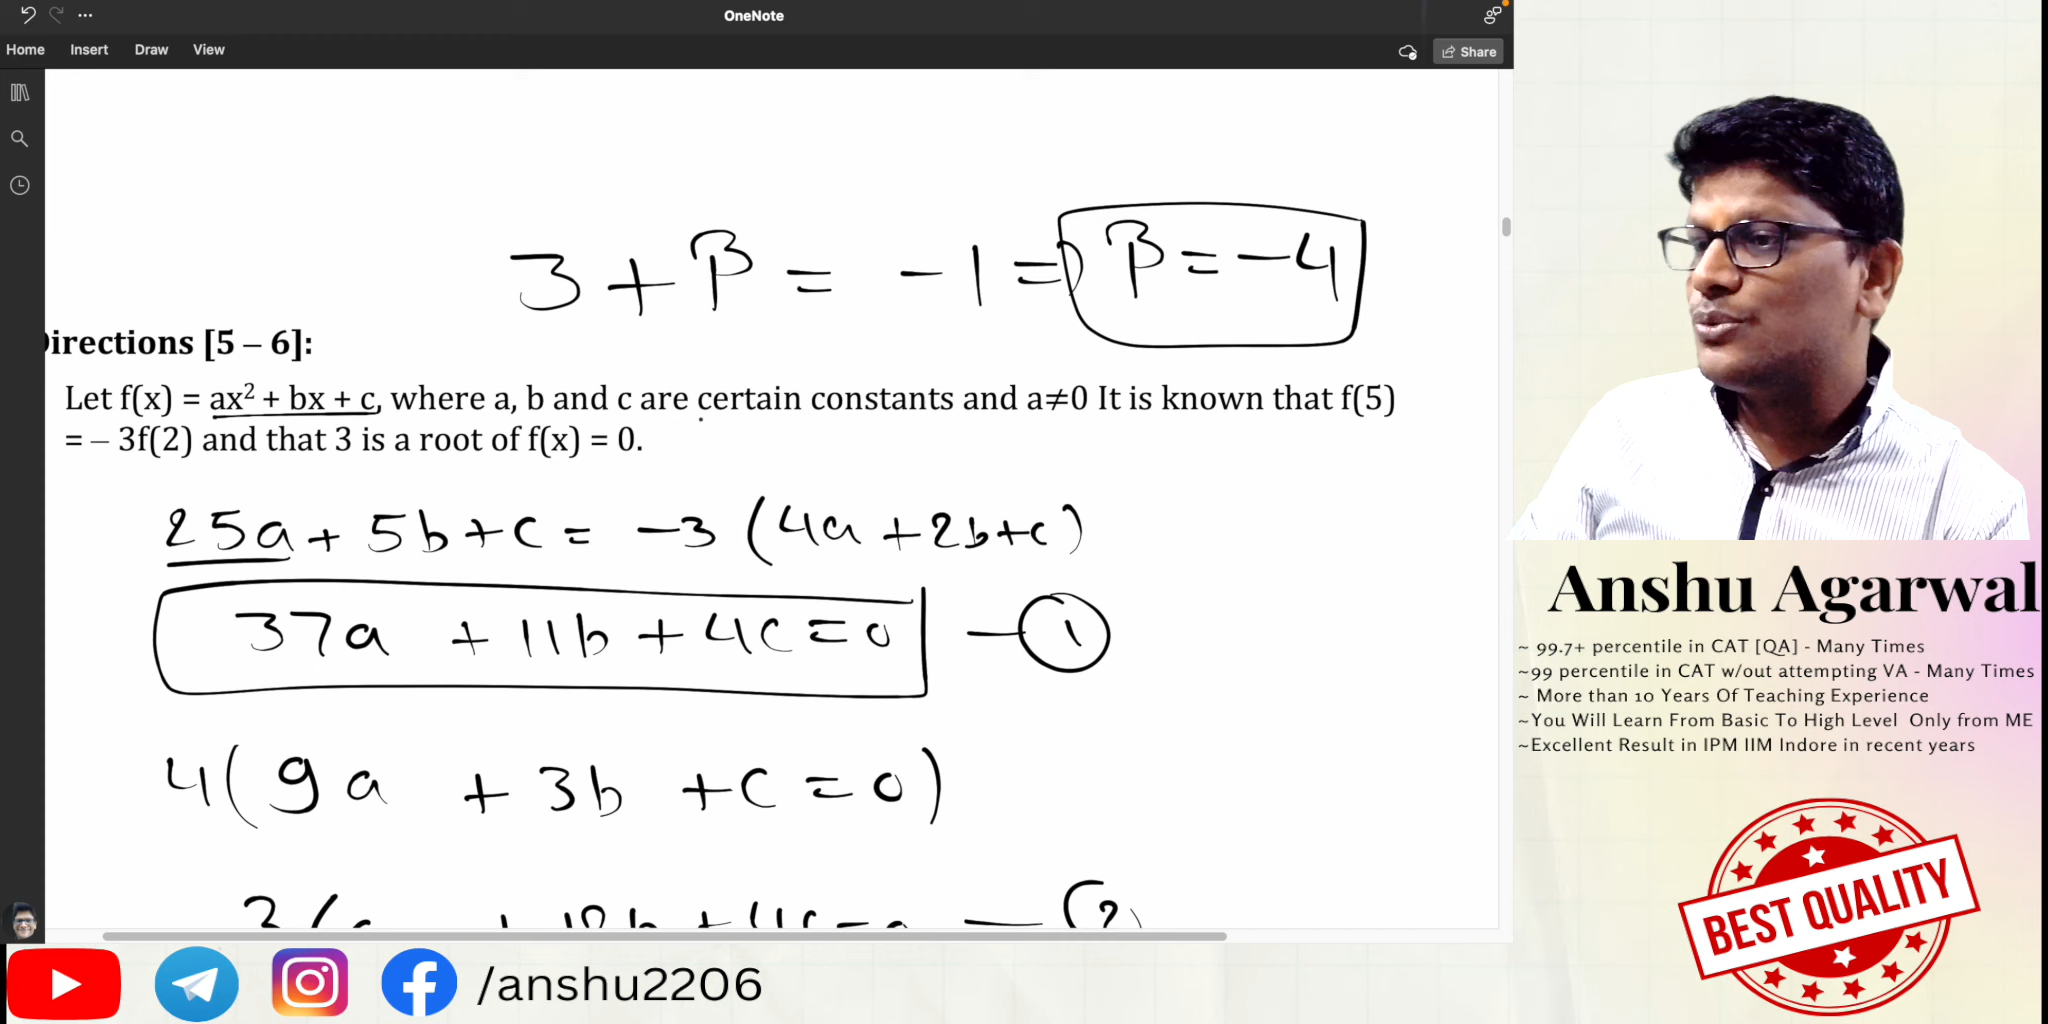 OneNote
Home Insert Draw View
Share
3 + β = -1 => β = -4
irections [5 – 6]:
Let f(x) = ax² + bx + c, where a, b and c are certain constants and a≠0 It is known that f(5)
= – 3f(2) and that 3 is a root of f(x) = 0.
25a + 5b + c = -3 (4a + 2b + c)
37a + 11b + 4c = 0 — 1
4(9a + 3b + c = 0)
Anshu Agarwal
~ 99.7+ percentile in CAT [QA] - Many Times
~99 percentile in CAT w/out attempting VA - Many Times
~ More than 10 Years Of Teaching Experience
~You Will Learn From Basic To High Level Only from ME
~Excellent Result in IPM IIM Indore in recent years
BEST QUALITY
/anshu2206